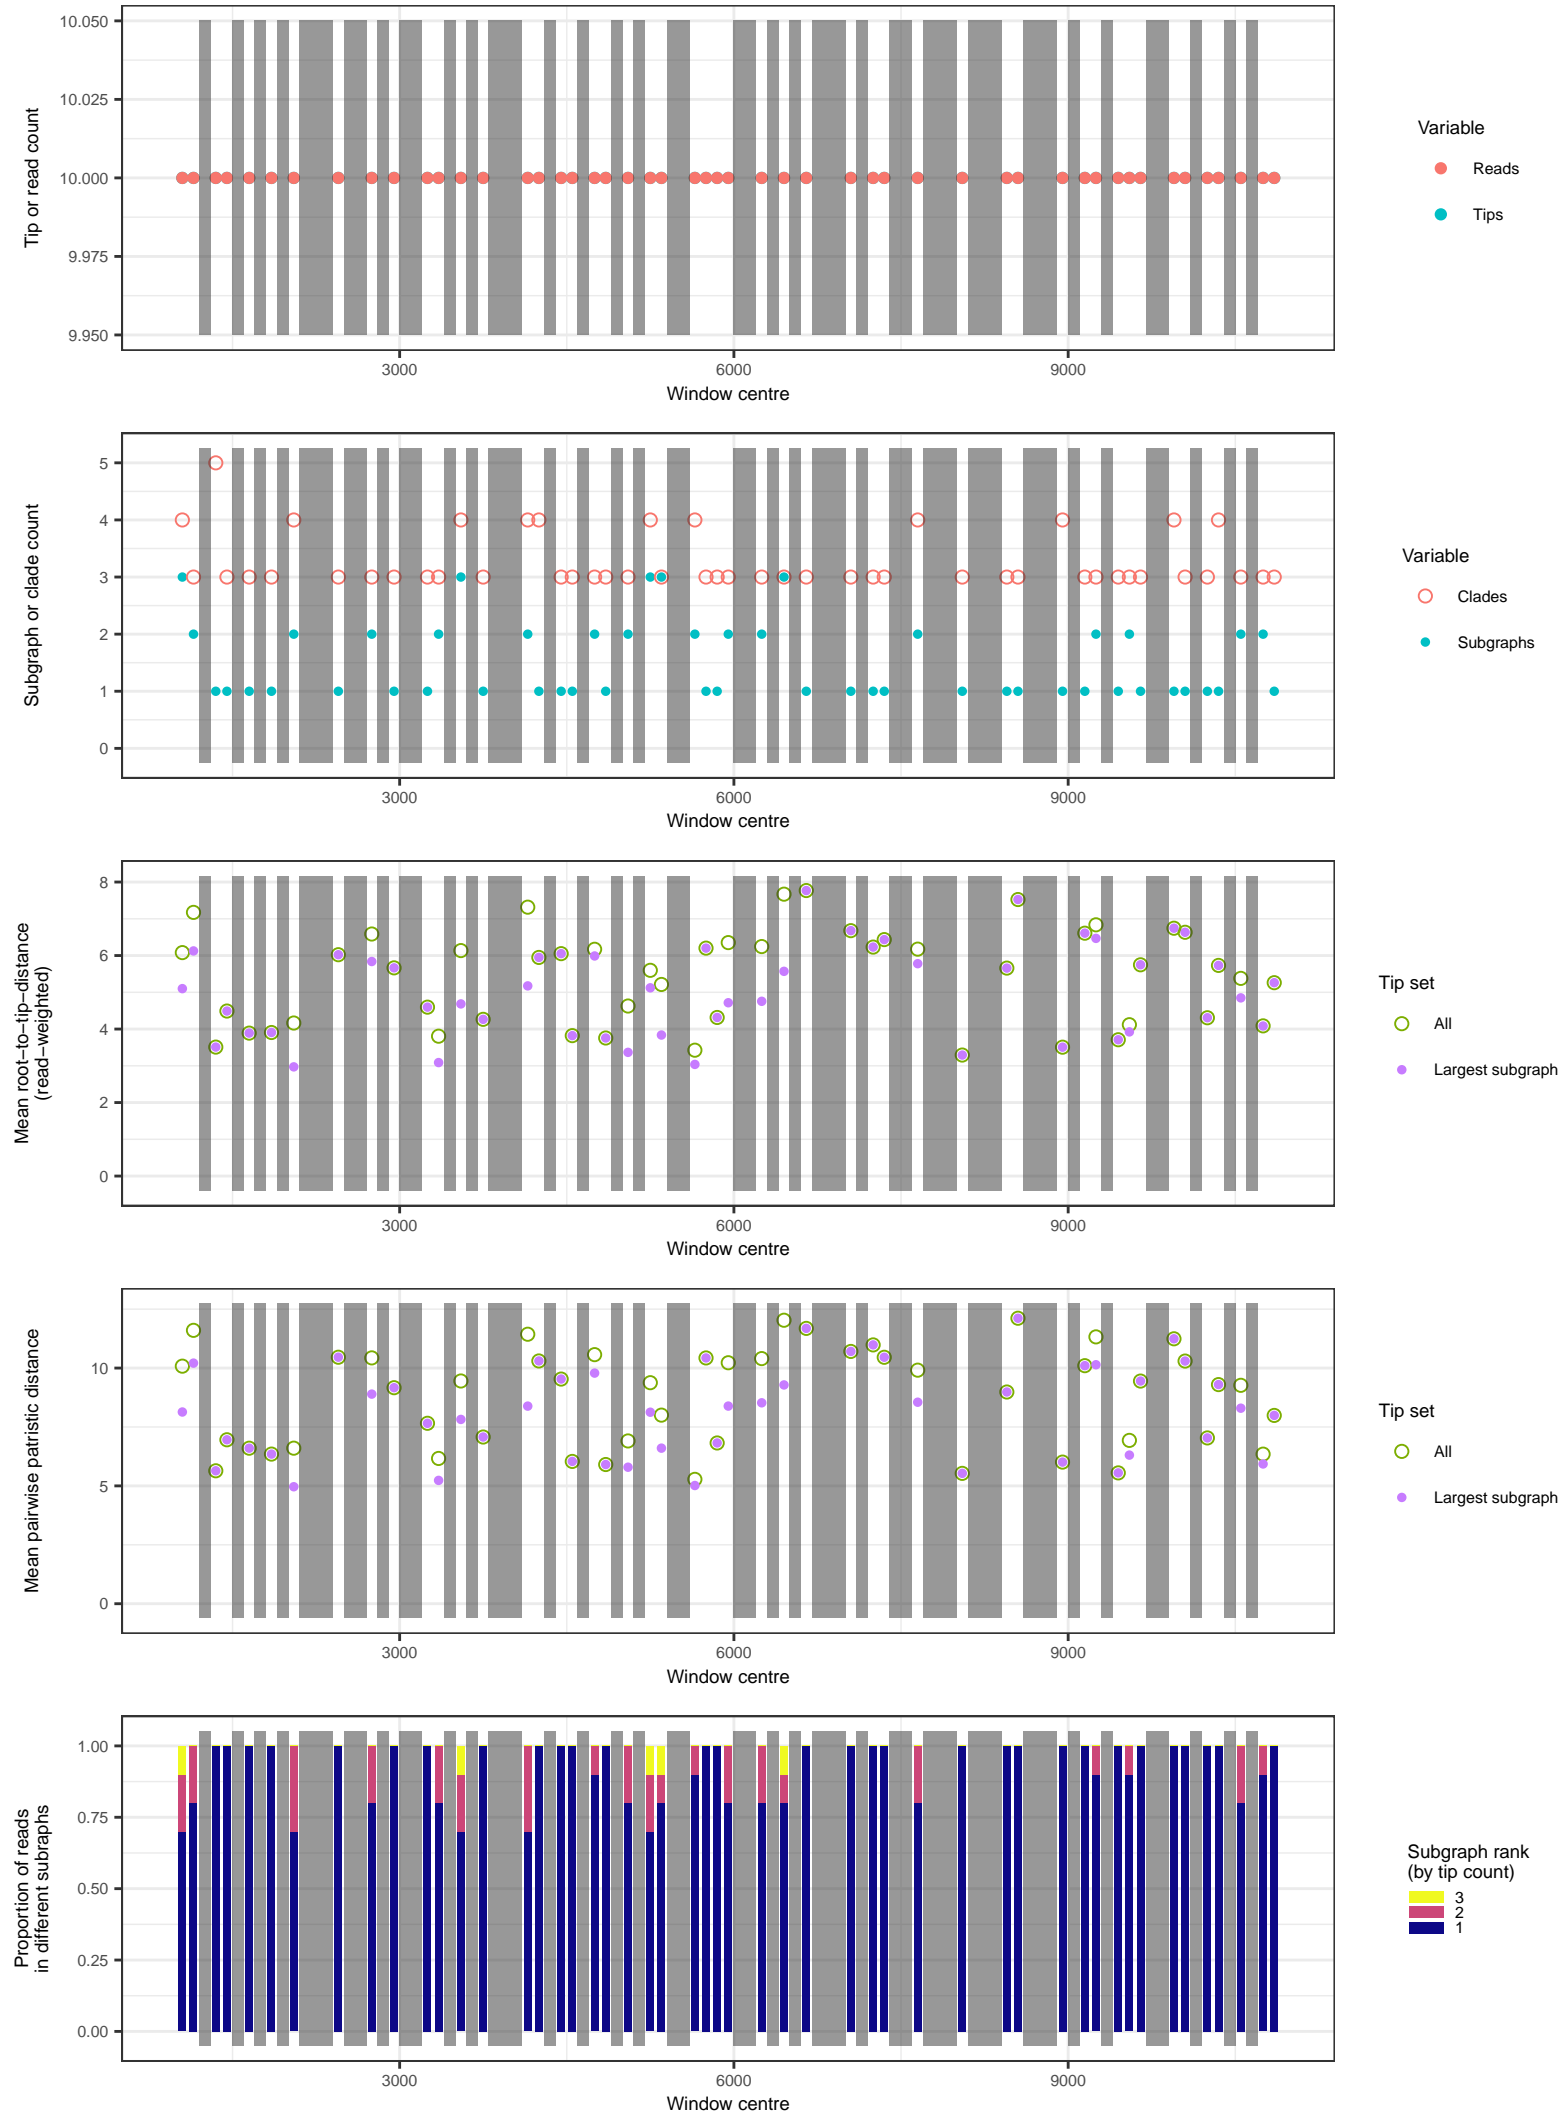 10.050
10.025
10.000
9.975
9.950
Tip or read count
3000
6000
9000
Window centre
Variable
Reads
Tips
5
4
3
2
1
0
Subgraph or clade count
3000
6000
9000
Window centre
Variable
Clades
Subgraphs
8
6
4
2
0
Mean root−to−tip−distance
(read−weighted)
3000
6000
9000
Window centre
Tip set
All
Largest subgraph
10
5
0
Mean pairwise patristic distance
3000
6000
9000
Window centre
Tip set
All
Largest subgraph
1.00
0.75
0.50
0.25
0.00
Proportion of reads
in different subraphs
3000
6000
9000
Window centre
Subgraph rank
(by tip count)
3
2
1